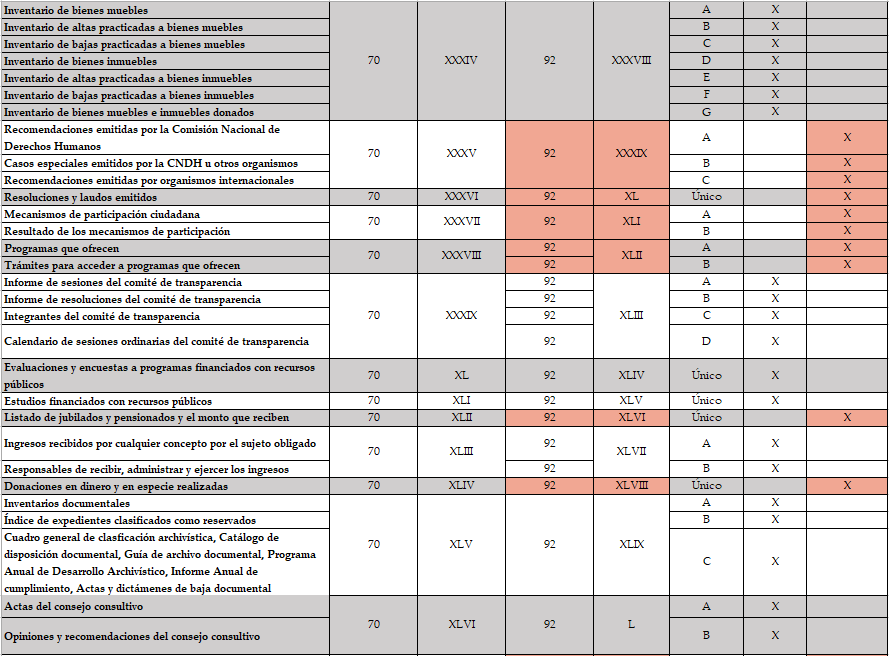 Inventario de bienes muebles A X
Inventario de altas practicadas a bienes muebles B X
Inventario de bajas practicadas a bienes muebles C X
Inventario de bienes inmuebles 70 XXXIV 92 XXXVIII D X
Inventario de altas practicadas a bienes inmuebles E X
Inventario de bajas practicadas a bienes inmuebles F X
Inventario de bienes muebles e inmuebles donados G X
Recomendaciones emitidas por la Comisión Nacional de
Derechos Humanos A X
70 XXXV 92 XXXIX
Casos especiales emitidos por la CNDH u otros organismos B X
Recomendaciones emitidas por organismos internacionales C X
Resoluciones y laudos emitidos 70 XXXVI 92 XL Único X
Mecanismos de participación ciudadana A X
70 XXXVII 92 XLI
Resultado de los mecanismos de participación B X
Programas que ofrecen 92 A X
70 XXXVIII XLII
Trámites para acceder a programas que ofrecen 92 B X
Informe de sesiones del comité de transparencia 92 A X
Informe de resoluciones del comité de transparencia 92 B X
Integrantes del comité de transparencia 70 XXXIX 92 XLIII C X
Calendario de sesiones ordinarias del comité de transparencia 92 D X
Evaluaciones y encuestas a programas financiados con recursos
públicos 70 XL 92 XLIV Único X
Estudios financiados con recursos públicos 70 XLI 92 XLV Único X
Listado de jubilados y pensionados y el monto que reciben 70 XLII 92 XLVI Único X
Ingresos recibidos por cualquier concepto por el sujeto obligado 92 A X
70 XLIII XLVII
Responsables de recibir, administrar y ejercer los ingresos 92 B X
Donaciones en dinero y en especie realizadas 70 XLIV 92 XLVIII Único X
Inventarios documentales A X
Índice de expedientes clasificados como reservados B X
Cuadro general de clasficación archivística, Catálogo de
70 XLV 92 XLIX
disposición documental, Guía de archivo documental, Programa
Anual de Desarrollo Archivístico, Informe Anual de C X
cumplimiento, Actas y dictámenes de baja documental
Actas del consejo consultivo A X
70 XLVI 92 L
Opiniones y recomendaciones del consejo consultivo B X